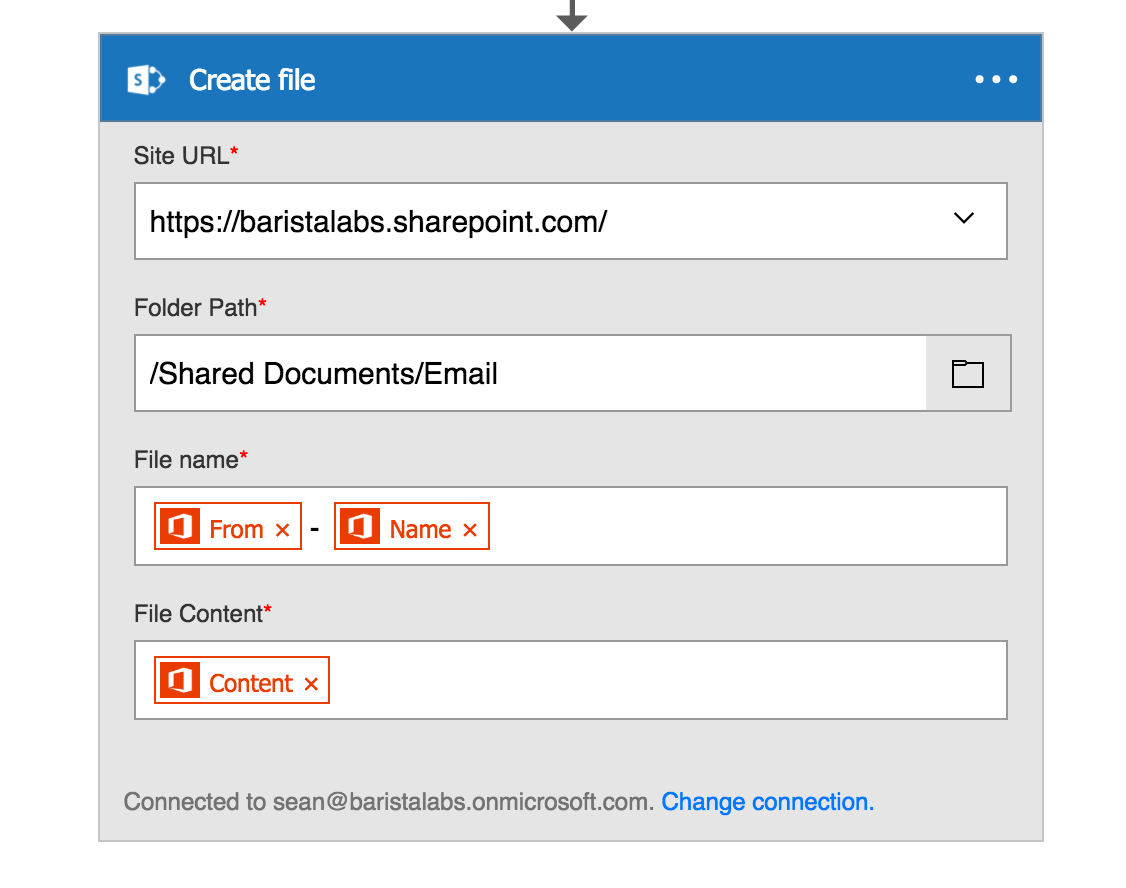 Create file
Site URL*
https://baristalabs.sharepoint.com/
Folder Path*
/Shared Documents/Email
File name*
From × - Name ×
File Content*
Content ×
Connected to sean@baristalabs.onmicrosoft.com. Change connection.